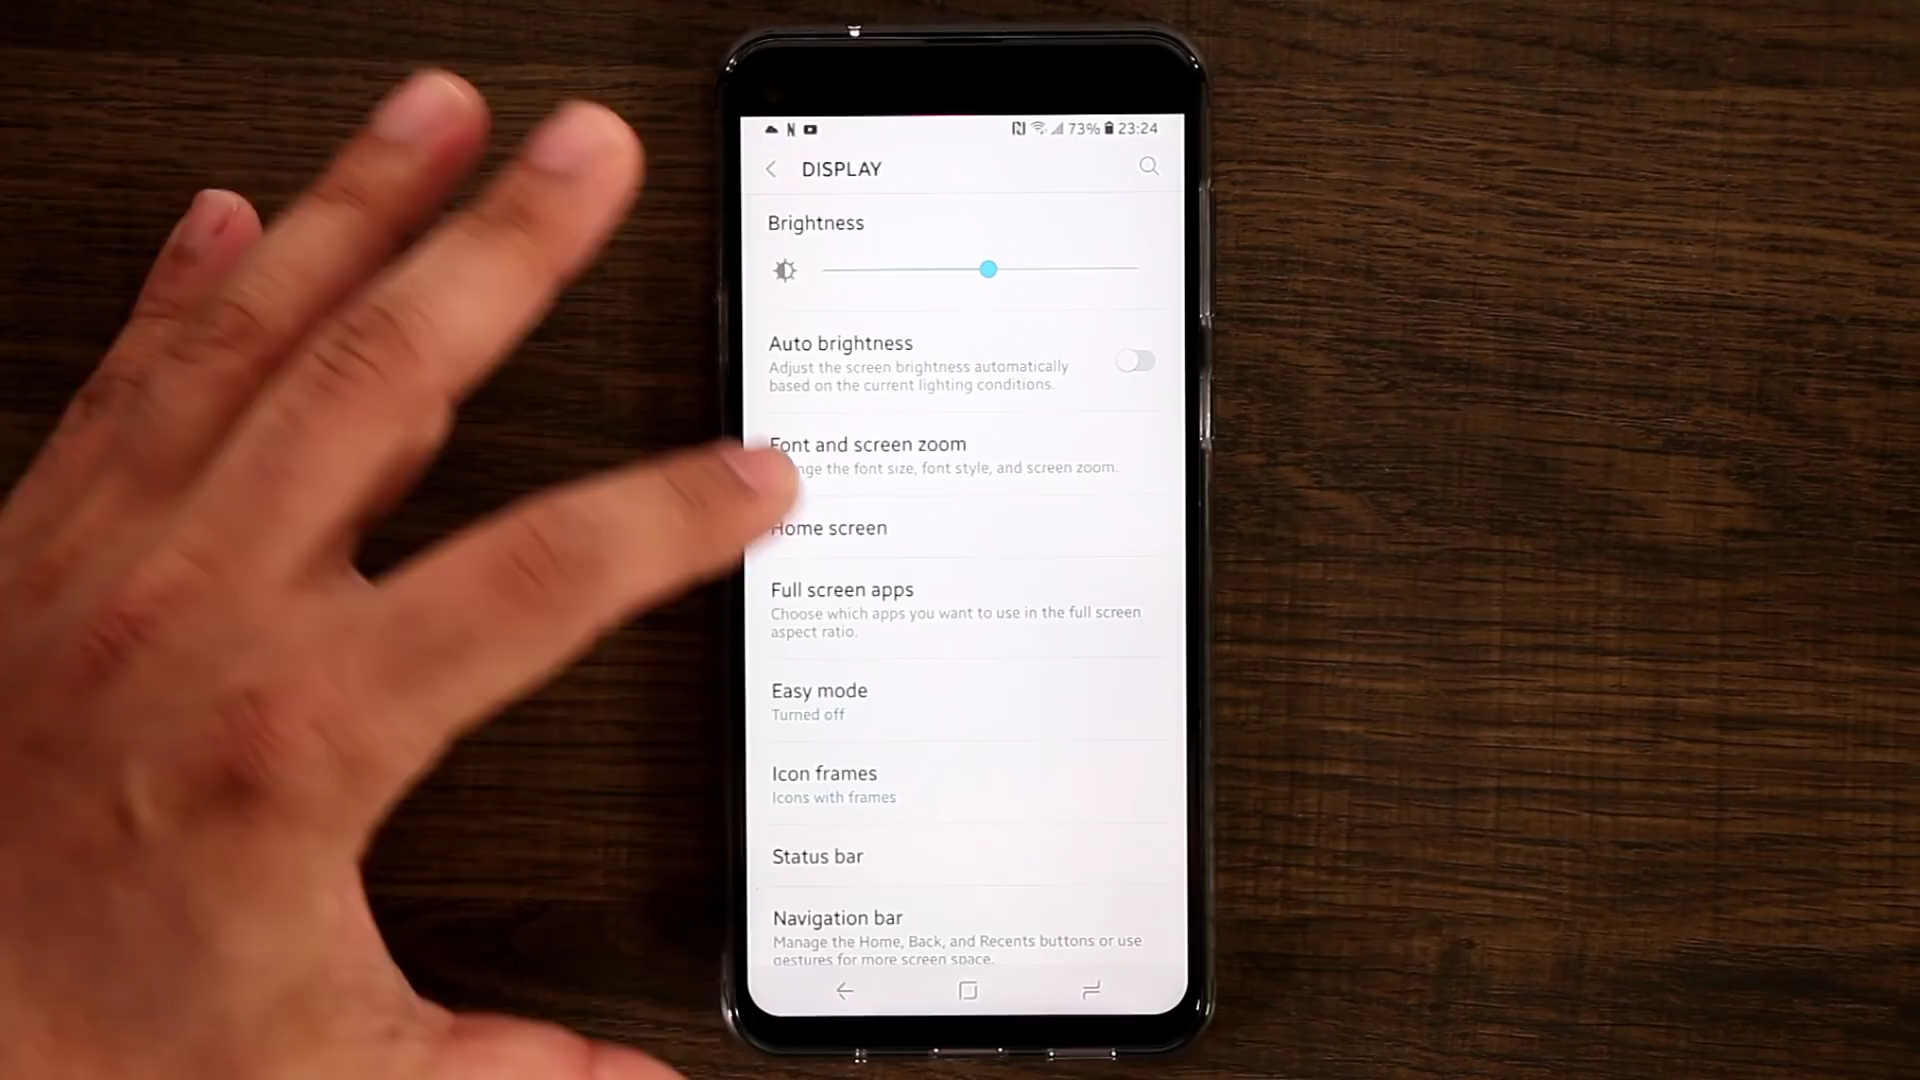 N 73% 23:24
DISPLAY
Brightness
Auto brightness
Adjust the screen brightness automatically
based on the current lighting conditions.
Font and screen zoom
nge the font size, font style, and screen zoom.
Home screen
Full screen apps
Choose which apps you want to use in the full screen
aspect ratio.
Easy mode
Turned off
Icon frames
Icons with frames
Status bar
Navigation bar
Manage the Home, Back, and Recents buttons or use
gestures for more screen space.